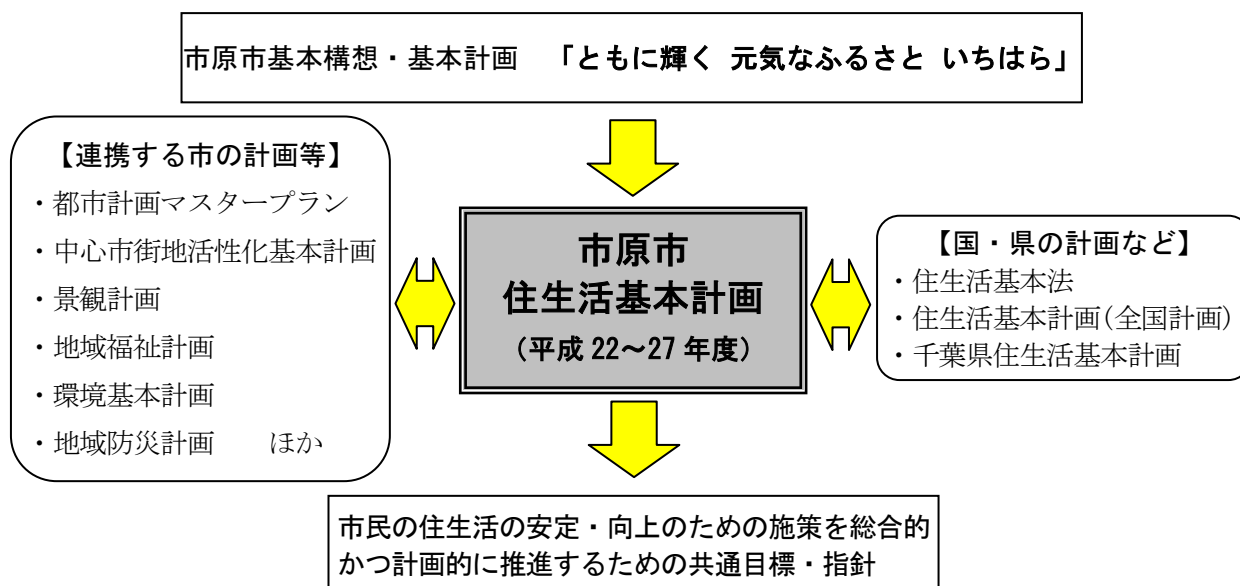 市原市基本構想・基本計画　「ともに輝く 元気なふるさと いちはら」
【連携する市の計画等】
・都市計画マスタープラン
・中心市街地活性化基本計画
・景観計画
・地域福祉計画
・環境基本計画
・地域防災計画　　ほか
市原市
住生活基本計画
（平成 22～27 年度）
【国・県の計画など】
・住生活基本法
・住生活基本計画(全国計画)
・千葉県住生活基本計画
市民の住生活の安定・向上のための施策を総合的
かつ計画的に推進するための共通目標・指針